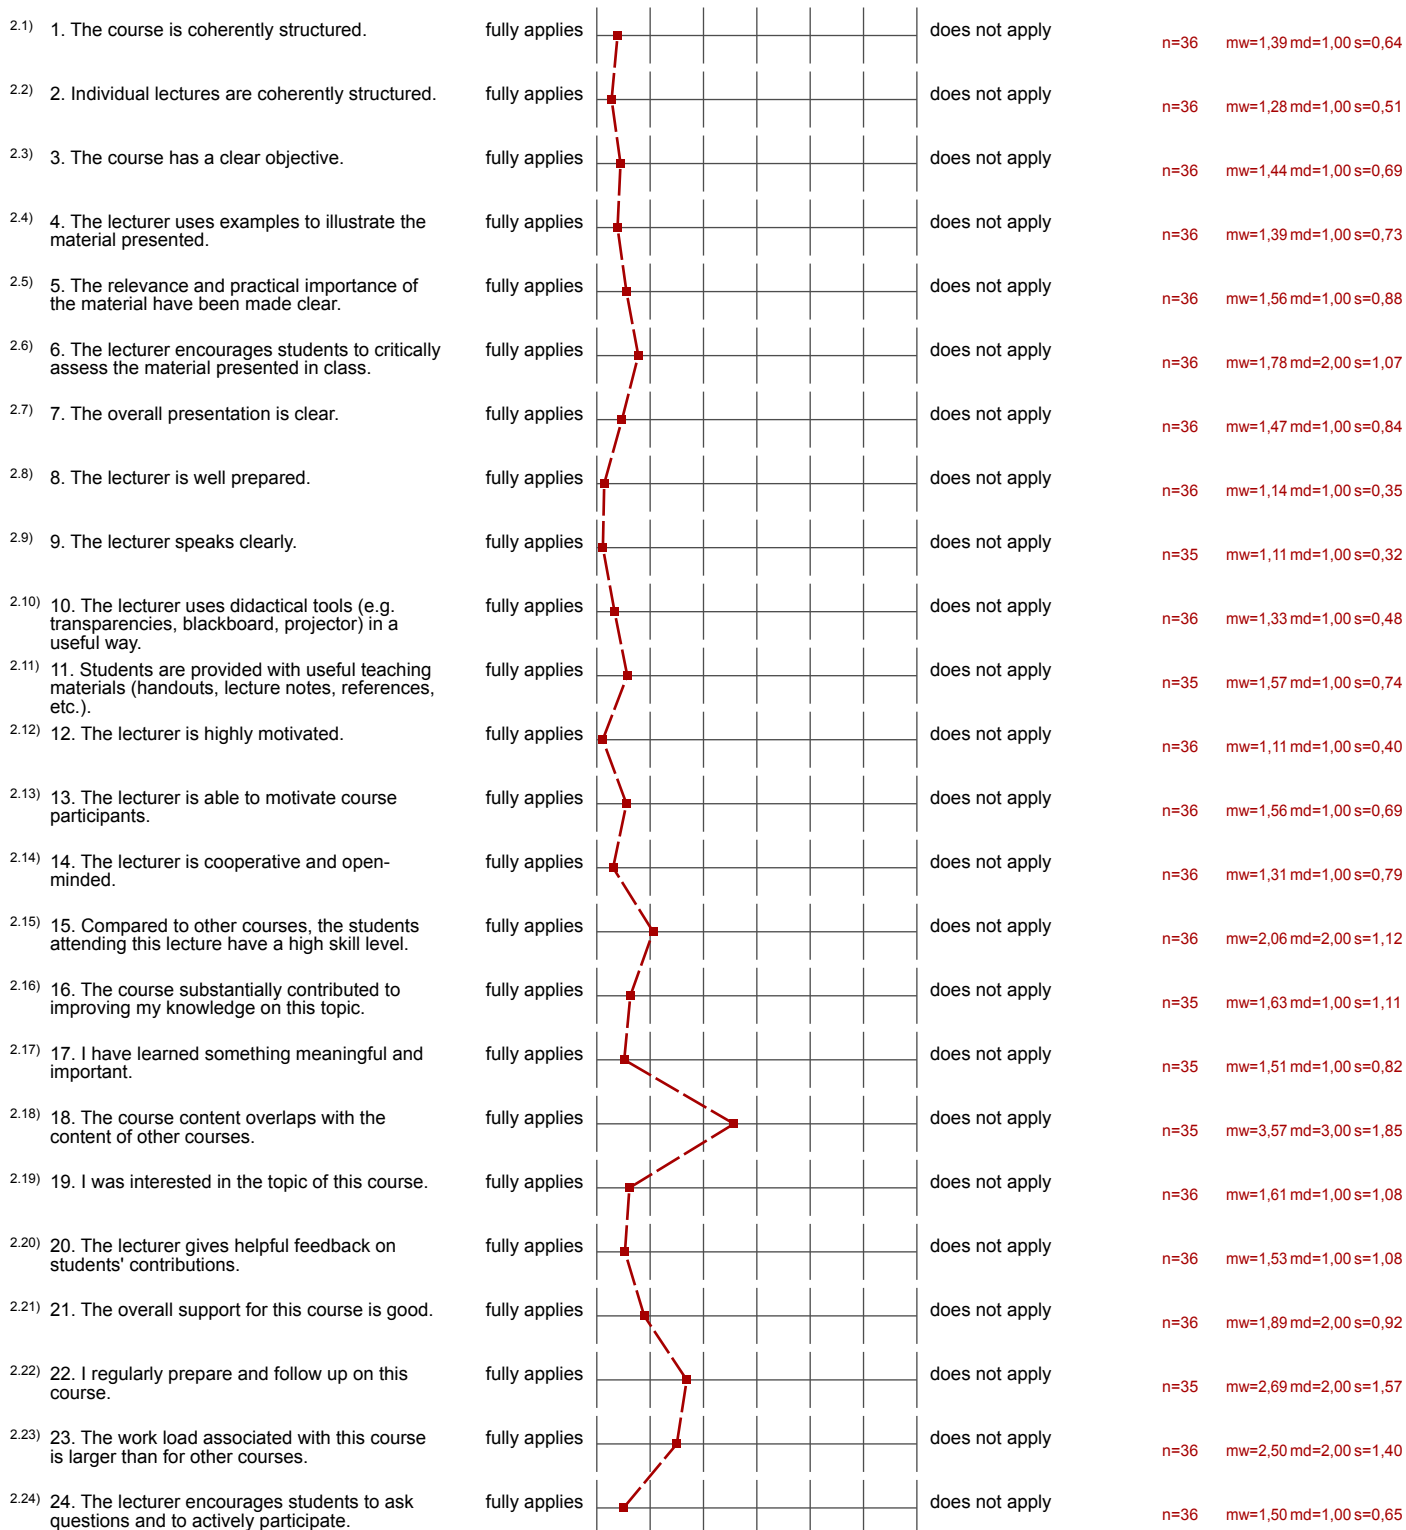 2.1) 1. The course is coherently structured. fully applies does not apply n=36 mw=1,39 md=1,00 s=0,64
2.2) 2. Individual lectures are coherently structured. fully applies does not apply n=36 mw=1,28 md=1,00 s=0,51
2.3) 3. The course has a clear objective. fully applies does not apply n=36 mw=1,44 md=1,00 s=0,69
2.4) 4. The lecturer uses examples to illustrate the fully applies does not apply n=36 mw=1,39 md=1,00 s=0,73
material presented.
2.5) 5. The relevance and practical importance of fully applies does not apply n=36 mw=1,56 md=1,00 s=0,88
the material have been made clear.
2.6) 6. The lecturer encourages students to critically fully applies does not apply n=36 mw=1,78 md=2,00 s=1,07
assess the material presented in class.
2.7) 7. The overall presentation is clear. fully applies does not apply n=36 mw=1,47 md=1,00 s=0,84
2.8) 8. The lecturer is well prepared. fully applies does not apply n=36 mw=1,14 md=1,00 s=0,35
2.9) 9. The lecturer speaks clearly. fully applies does not apply n=35 mw=1,11 md=1,00 s=0,32
2.10) 10. The lecturer uses didactical tools (e.g. fully applies does not apply n=36 mw=1,33 md=1,00 s=0,48
transparencies, blackboard, projector) in a
useful way.
2.11) 11. Students are provided with useful teaching fully applies does not apply n=35 mw=1,57 md=1,00 s=0,74
materials (handouts, lecture notes, references,
etc.).
2.12) 12. The lecturer is highly motivated. fully applies does not apply n=36 mw=1,11 md=1,00 s=0,40
2.13) 13. The lecturer is able to motivate course fully applies does not apply n=36 mw=1,56 md=1,00 s=0,69
participants.
2.14) 14. The lecturer is cooperative and open- fully applies does not apply n=36 mw=1,31 md=1,00 s=0,79
minded.
2.15) 15. Compared to other courses, the students fully applies does not apply n=36 mw=2,06 md=2,00 s=1,12
attending this lecture have a high skill level.
2.16) 16. The course substantially contributed to fully applies does not apply n=35 mw=1,63 md=1,00 s=1,11
improving my knowledge on this topic.
2.17) 17. I have learned something meaningful and fully applies does not apply n=35 mw=1,51 md=1,00 s=0,82
important.
2.18) 18. The course content overlaps with the fully applies does not apply n=35 mw=3,57 md=3,00 s=1,85
content of other courses.
2.19) 19. I was interested in the topic of this course. fully applies does not apply n=36 mw=1,61 md=1,00 s=1,08
2.20) 20. The lecturer gives helpful feedback on fully applies does not apply n=36 mw=1,53 md=1,00 s=1,08
students' contributions.
2.21) 21. The overall support for this course is good. fully applies does not apply n=36 mw=1,89 md=2,00 s=0,92
2.22) 22. I regularly prepare and follow up on this fully applies does not apply n=35 mw=2,69 md=2,00 s=1,57
course.
2.23) 23. The work load associated with this course fully applies does not apply n=36 mw=2,50 md=2,00 s=1,40
is larger than for other courses.
2.24) 24. The lecturer encourages students to ask fully applies does not apply n=36 mw=1,50 md=1,00 s=0,65
questions and to actively participate.